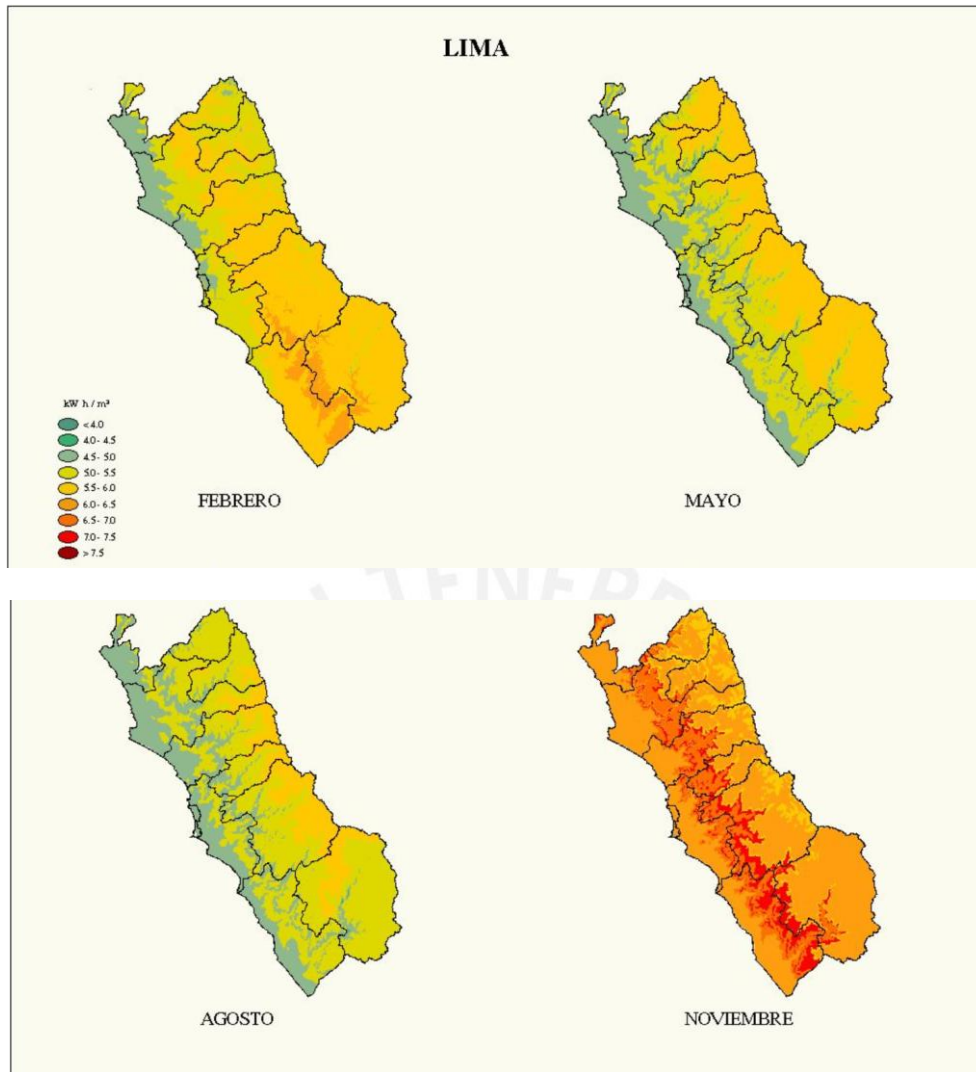 LIMA
kW h / m²
< 4.0
4.0 - 4.5
4.5 - 5.0
5.0 - 5.5
5.5 - 6.0
6.0 - 6.5
6.5 - 7.0
7.0 - 7.5
> 7.5
FEBRERO
MAYO
TENEBR
AGOSTO
NOVIEMBRE